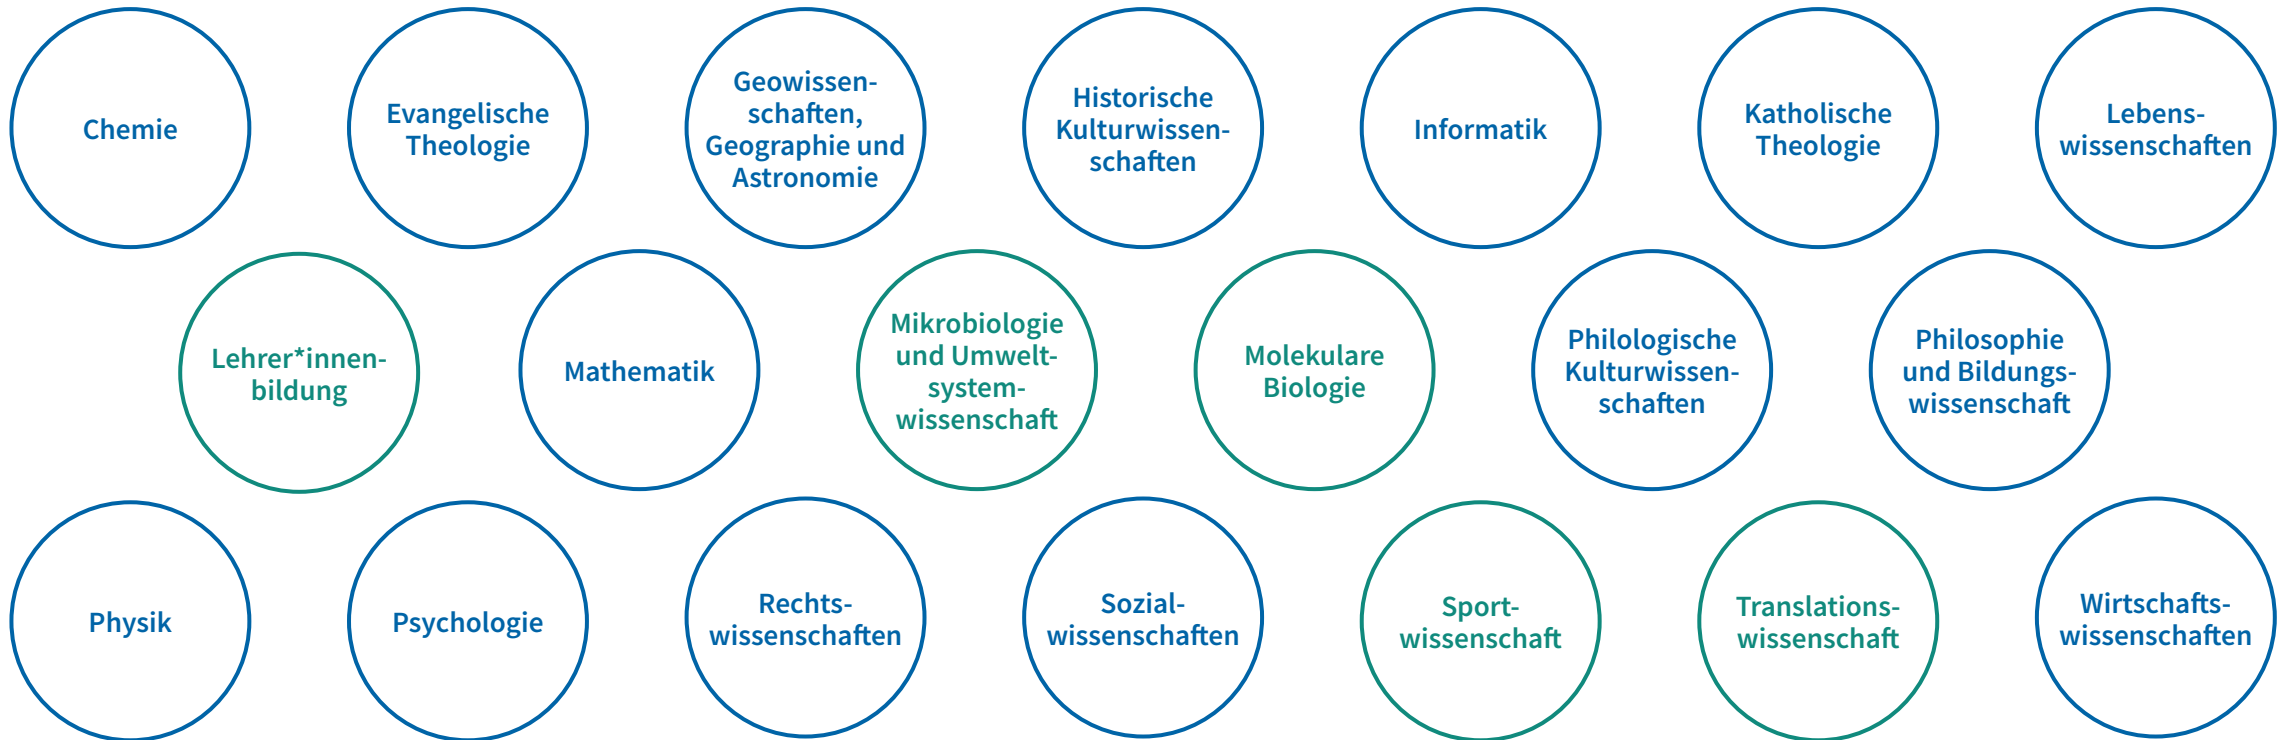 Chemie
Evangelische
Theologie
Geowissen-
schaften,
Geographie und
Astronomie
Historische
Kulturwissen-
schaften
Informatik
Katholische
Theologie
Lebens-
wissenschaften
Lehrer*innen-
bildung
Mathematik
Mikrobiologie
und Umwelt-
system-
wissenschaft
Molekulare
Biologie
Philologische
Kulturwissen-
schaften
Philosophie
und Bildungs-
wissenschaft
Physik
Psychologie
Rechts-
wissenschaften
Sozial-
wissenschaften
Sport-
wissenschaft
Translations-
wissenschaft
Wirtschafts-
wissenschaften